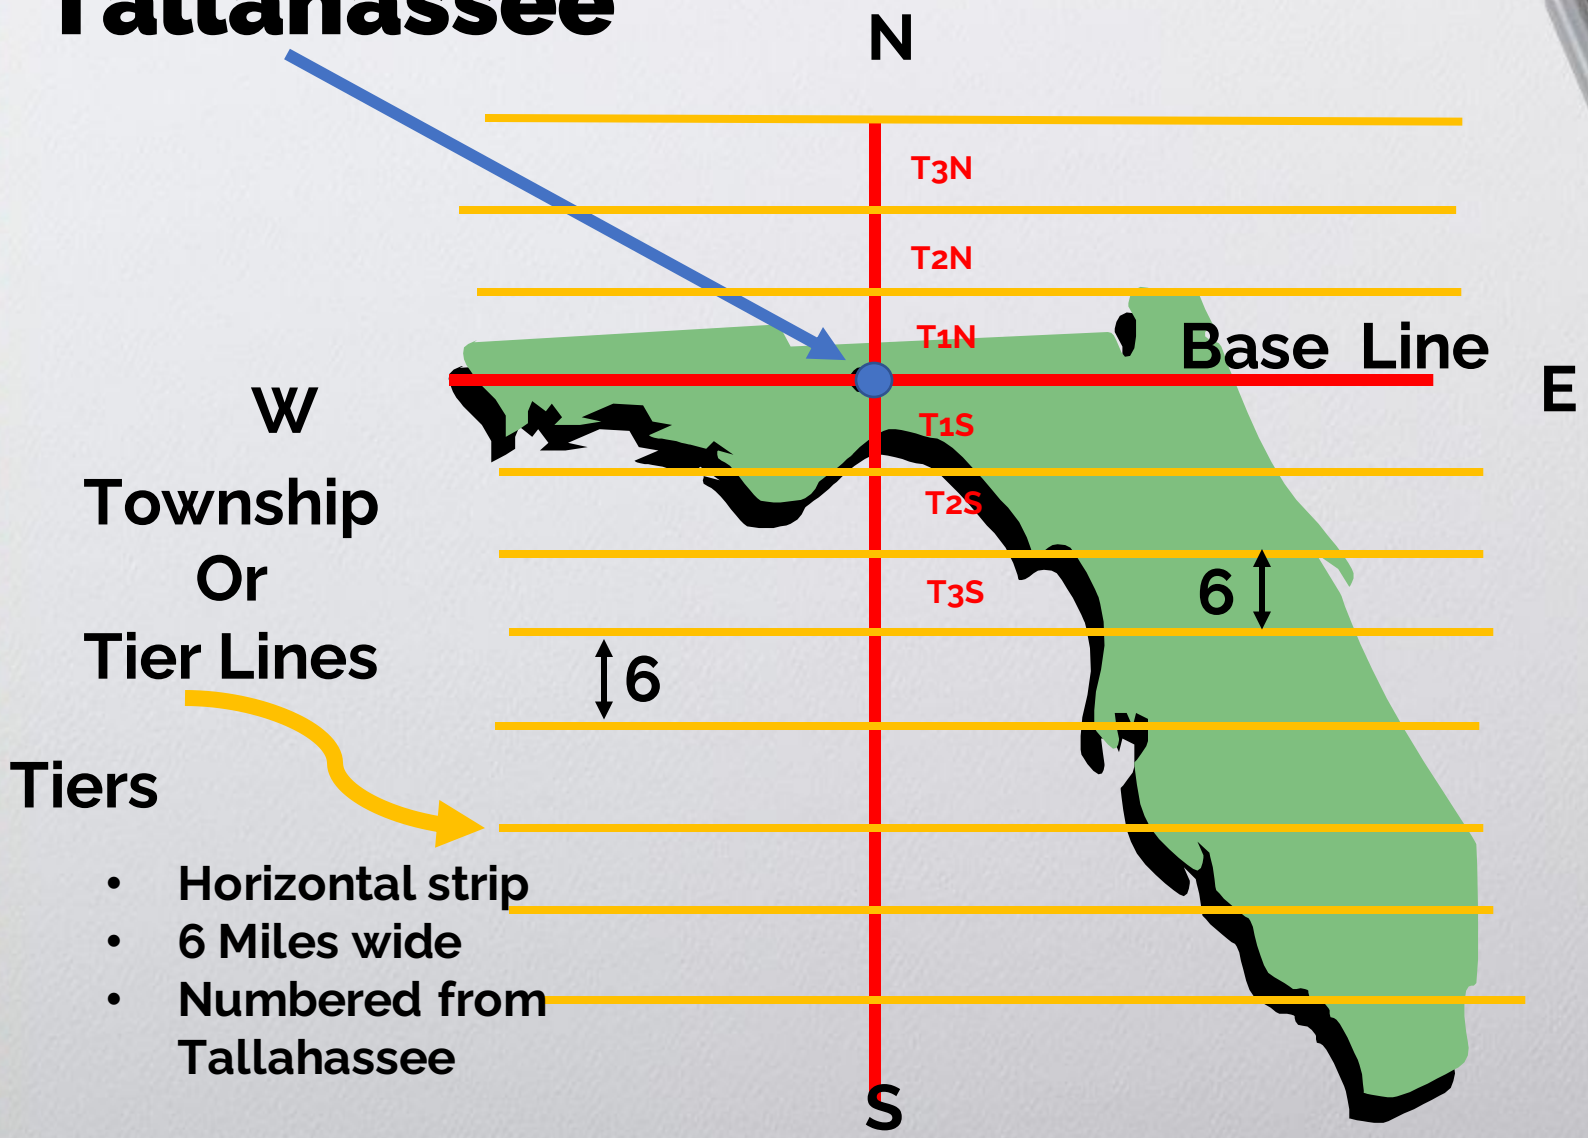 Tallahassee
N
T3N
T2N
T1N
Base Line
W
E
T1S
Township
T2S
Or
T3S
6
Tier Lines
6
Tiers
• Horizontal strip
• 6 Miles wide
• Numbered from
Tallahassee
S